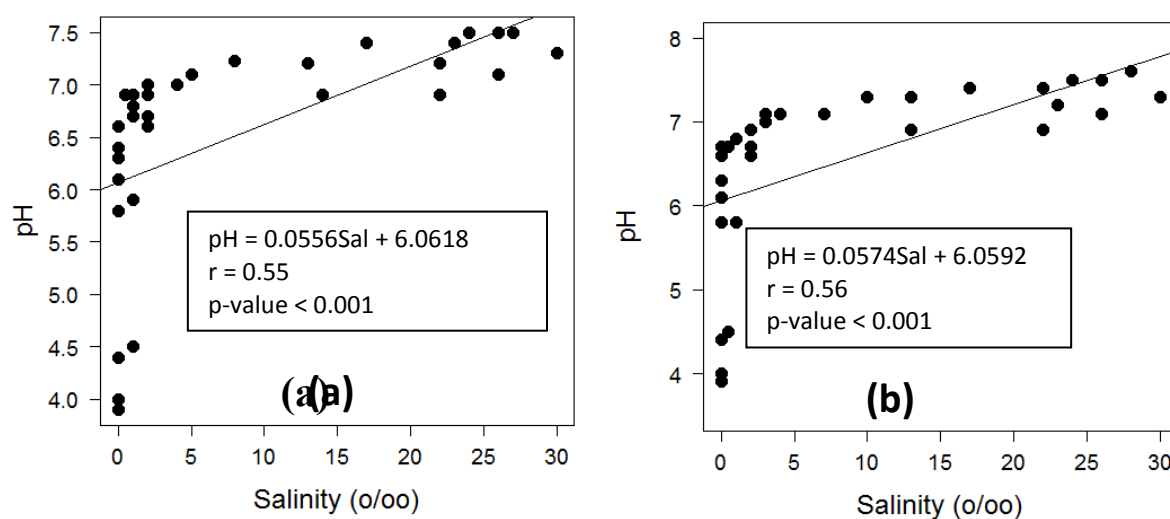 7.5
7.0
6.5
6.0
5.5
5.0
4.5
4.0
pH
pH = 0.0556Sal + 6.0618
r = 0.55
p-value < 0.001
(a)(a)
0 5 10 15 20 25 30
Salinity (o/oo)
8
7
6
5
4
pH
pH = 0.0574Sal + 6.0592
r = 0.56
p-value < 0.001
(b)
0 5 10 15 20 25 30
Salinity (o/oo)